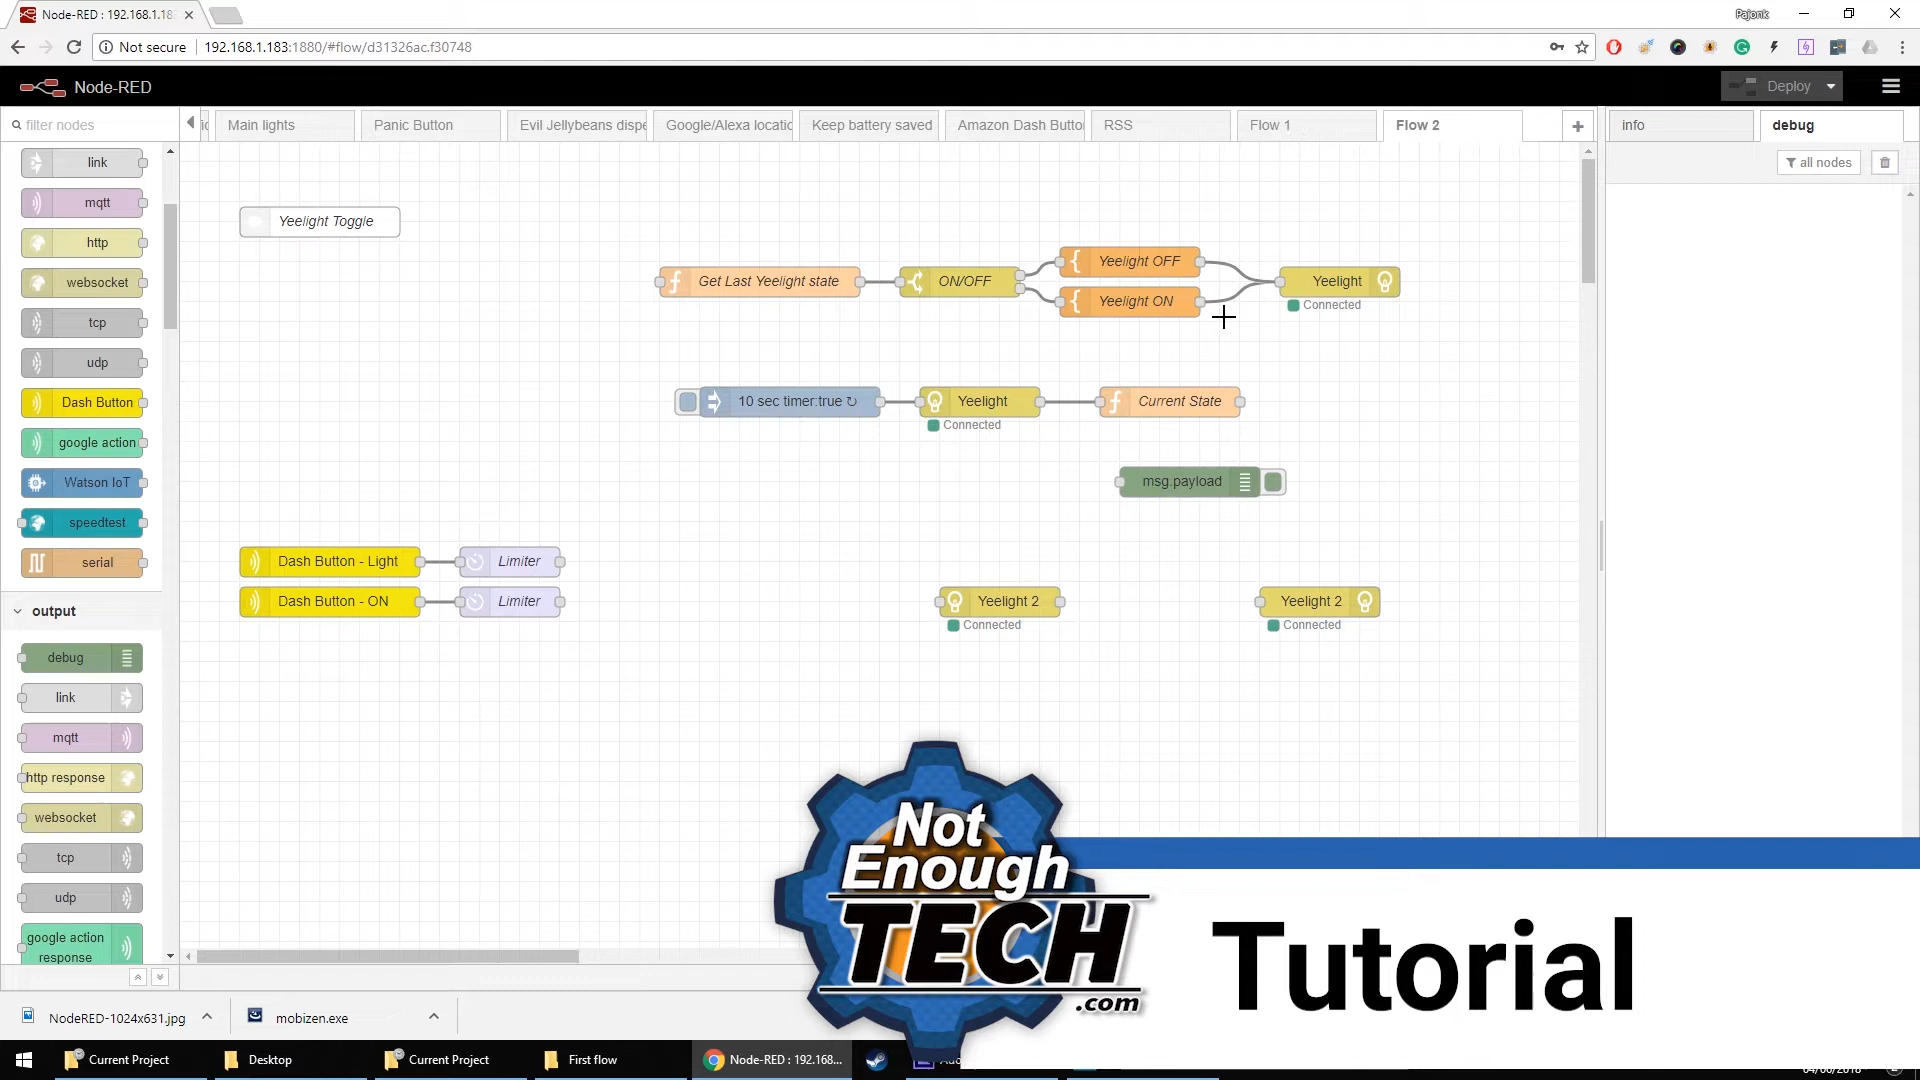 Node-RED : 192.168.1.18
Pajonk
Not secure
192.168.1.183:1880/#flow/d31326ac.f30748
Node-RED
Deploy
filter nodes
Main lights
Panic Button
Evil Jellybeans dispe
Google/Alexa locatic
Keep battery saved
Amazon Dash Button
RSS
Flow 1
Flow 2
info
debug
all nodes
link
mqtt
http
websocket
tcp
udp
Dash Button
google action
Watson IoT
speedtest
serial
output
debug
link
mqtt
http response
websocket
tcp
udp
google action
response
Yeelight Toggle
Get Last Yeelight state
ON/OFF
Yeelight OFF
Yeelight ON
Yeelight
Connected
10 sec timer:true ↻
Yeelight
Connected
Current State
msg.payload
Dash Button - Light
Limiter
Dash Button - ON
Limiter
Yeelight 2
Connected
Yeelight 2
Connected
Not
Enough
TECH
.com
Tutorial
NodeRED-1024x631.jpg
mobizen.exe
Current Project
Desktop
Current Project
First flow
Node-RED : 192.168...